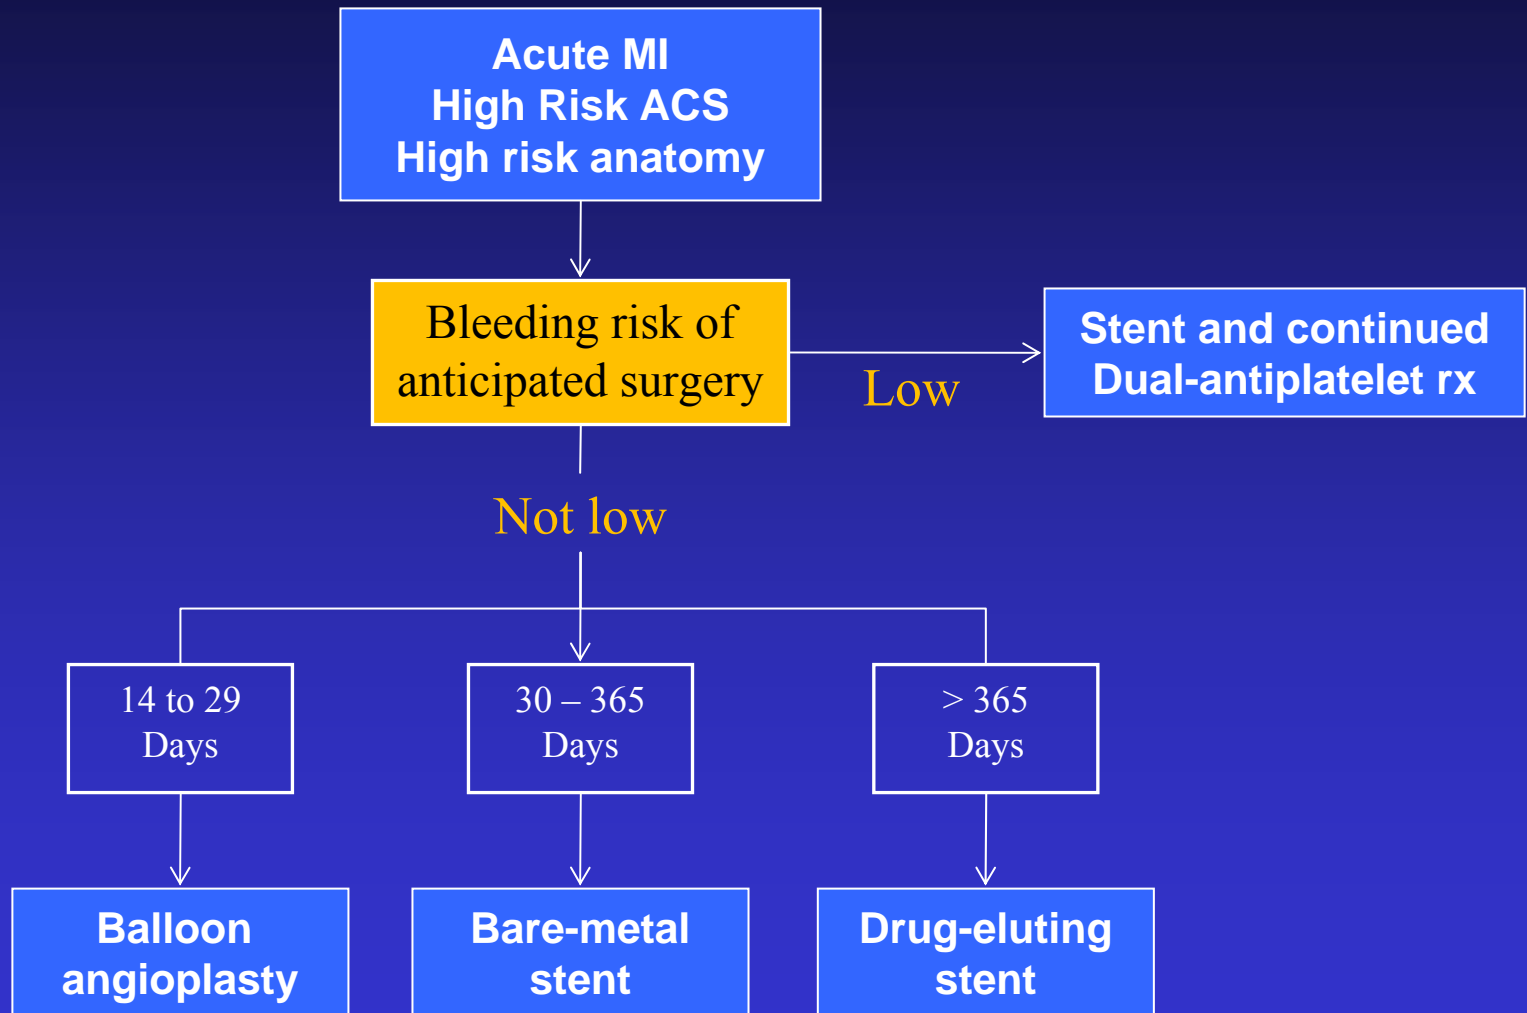 Acute MI
High Risk ACS
High risk anatomy
Bleeding risk of
anticipated surgery
Low
Stent and continued
Dual-antiplatelet rx
Not low
14 to 29
Days
30 – 365
Days
> 365
Days
Balloon
angioplasty
Bare-metal
stent
Drug-eluting
stent